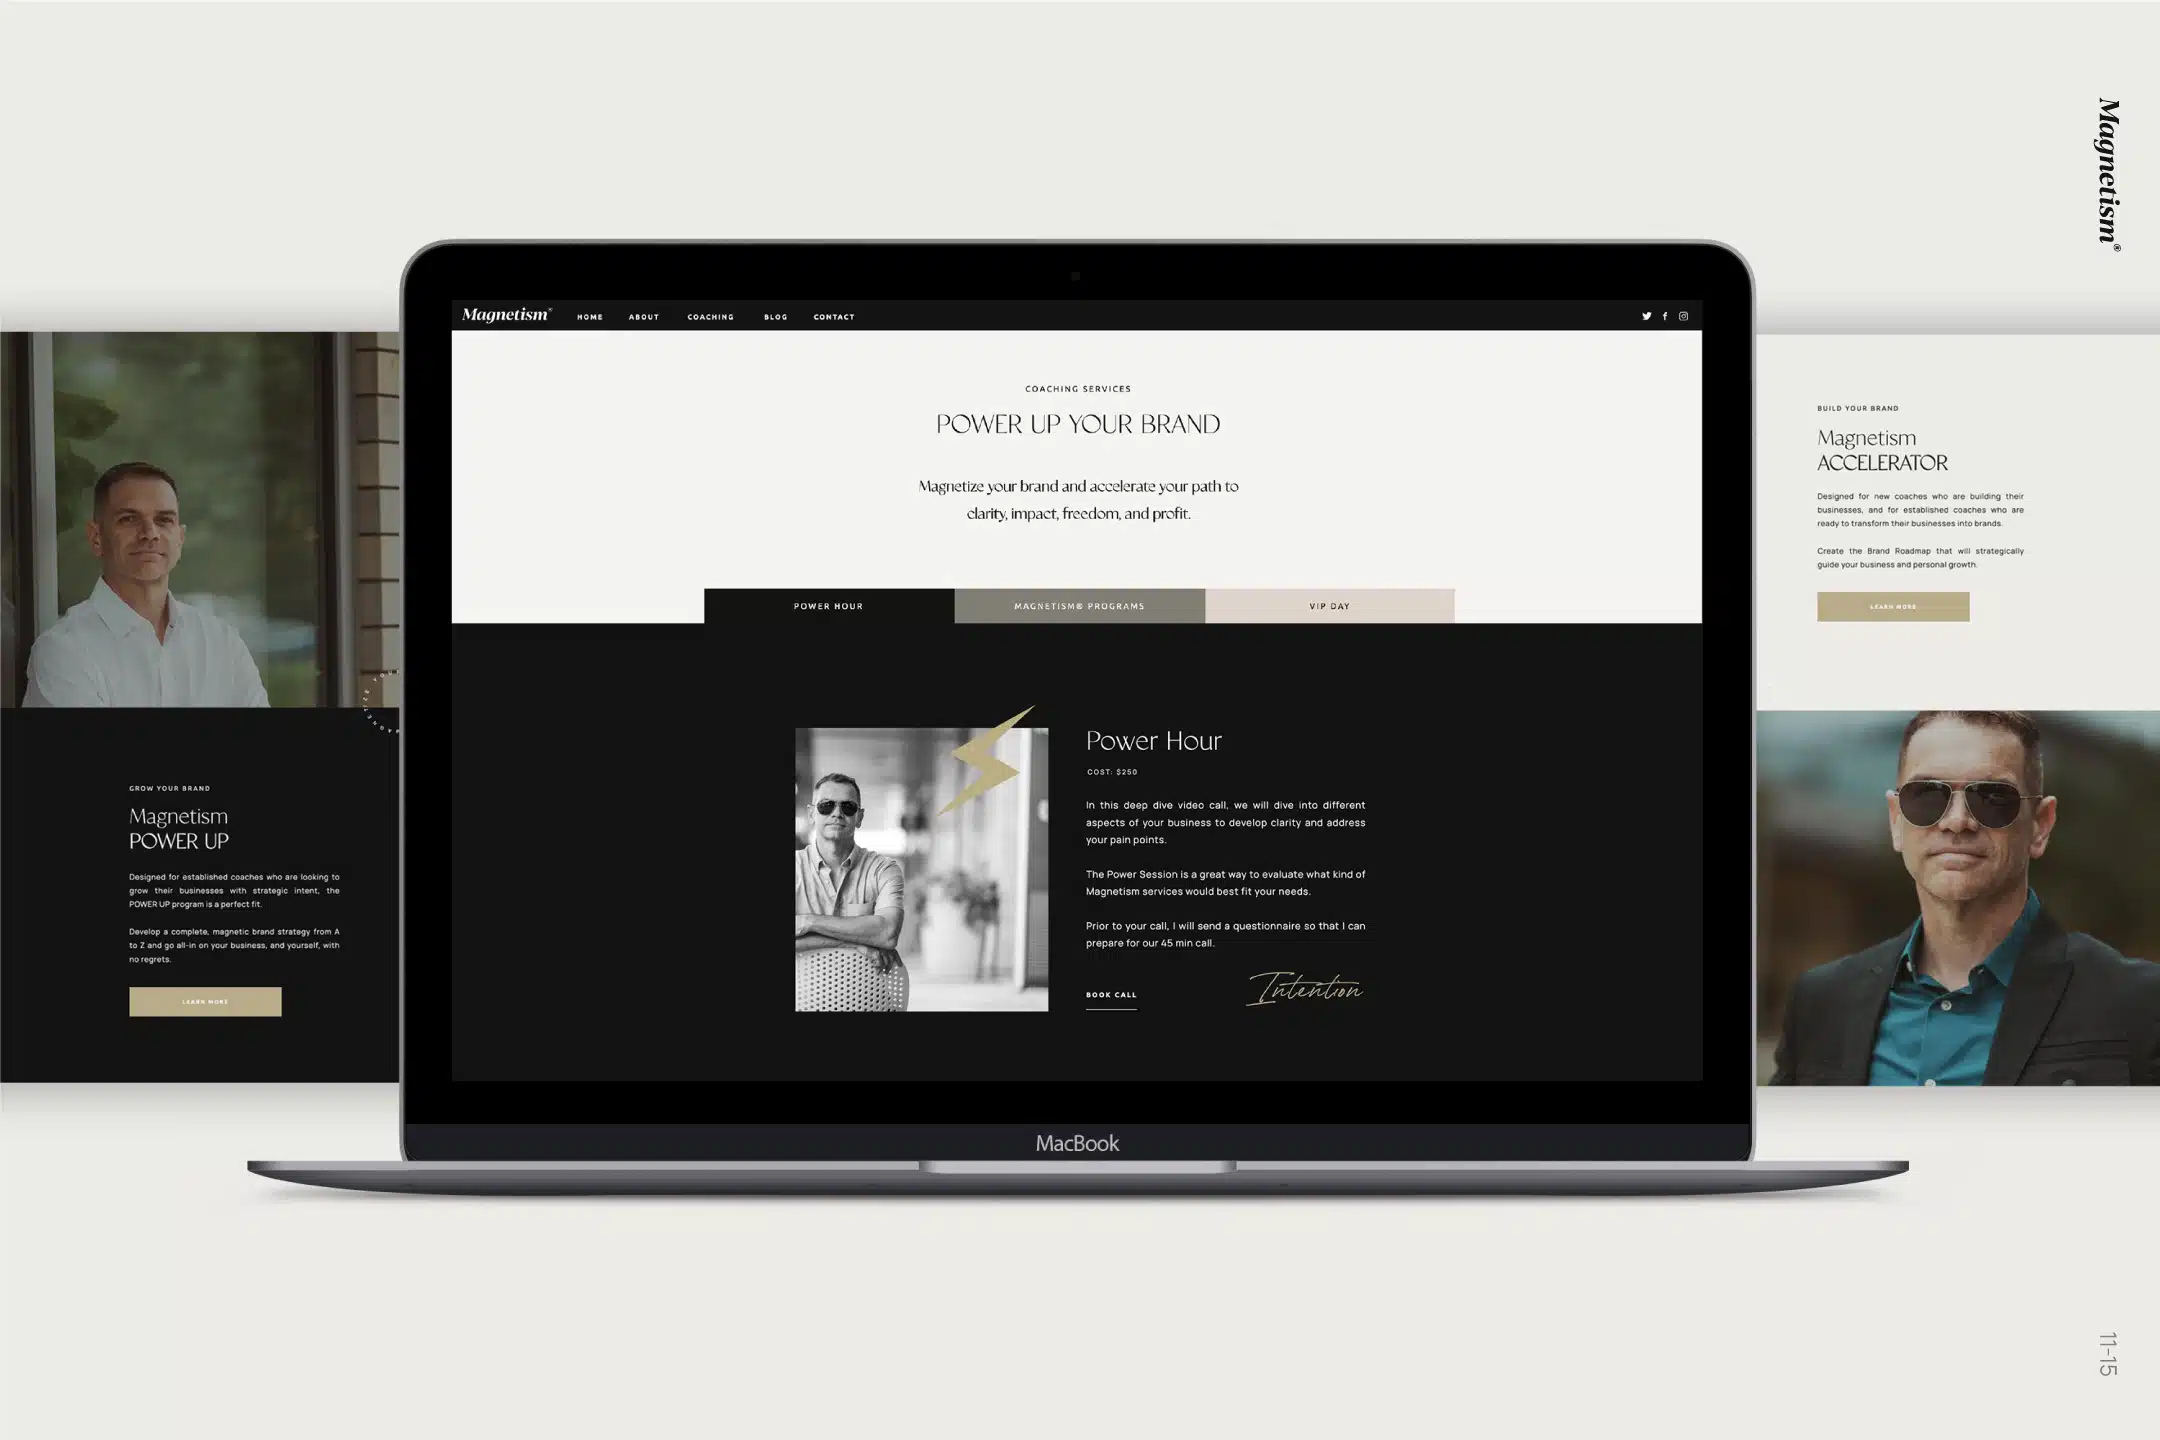 Magnetism®
Magnetism®
HOME
ABOUT
COACHING
BLOG
CONTACT
COACHING SERVICES
POWER UP YOUR BRAND
Magnetize your brand and accelerate your path to
clarity, impact, freedom, and profit.
POWER HOUR
MAGNETISM® PROGRAMS
VIP DAY
Power Hour
COST: $250
In this deep dive video call, we will dive into different
aspects of your business to develop clarity and address
your pain points.
The Power Session is a great way to evaluate what kind of
Magnetism services would best fit your needs.
Prior to your call, I will send a questionnaire so that I can
prepare for our 45 min call.
BOOK CALL
Intention
MacBook
GROW YOUR BRAND
Magnetism
POWER UP
Designed for established coaches who are looking to
grow their businesses with strategic intent, the
POWER UP program is a perfect fit.
Develop a complete, magnetic brand strategy from A
to Z and go all-in on your business, and yourself, with
no regrets.
LEARN MORE
BUILD YOUR BRAND
Magnetism
ACCELERATOR
Designed for new coaches who are building their
businesses, and for established coaches who are
ready to transform their businesses into brands.
Create the Brand Roadmap that will strategically
guide your business and personal growth.
LEARN MORE
11-15